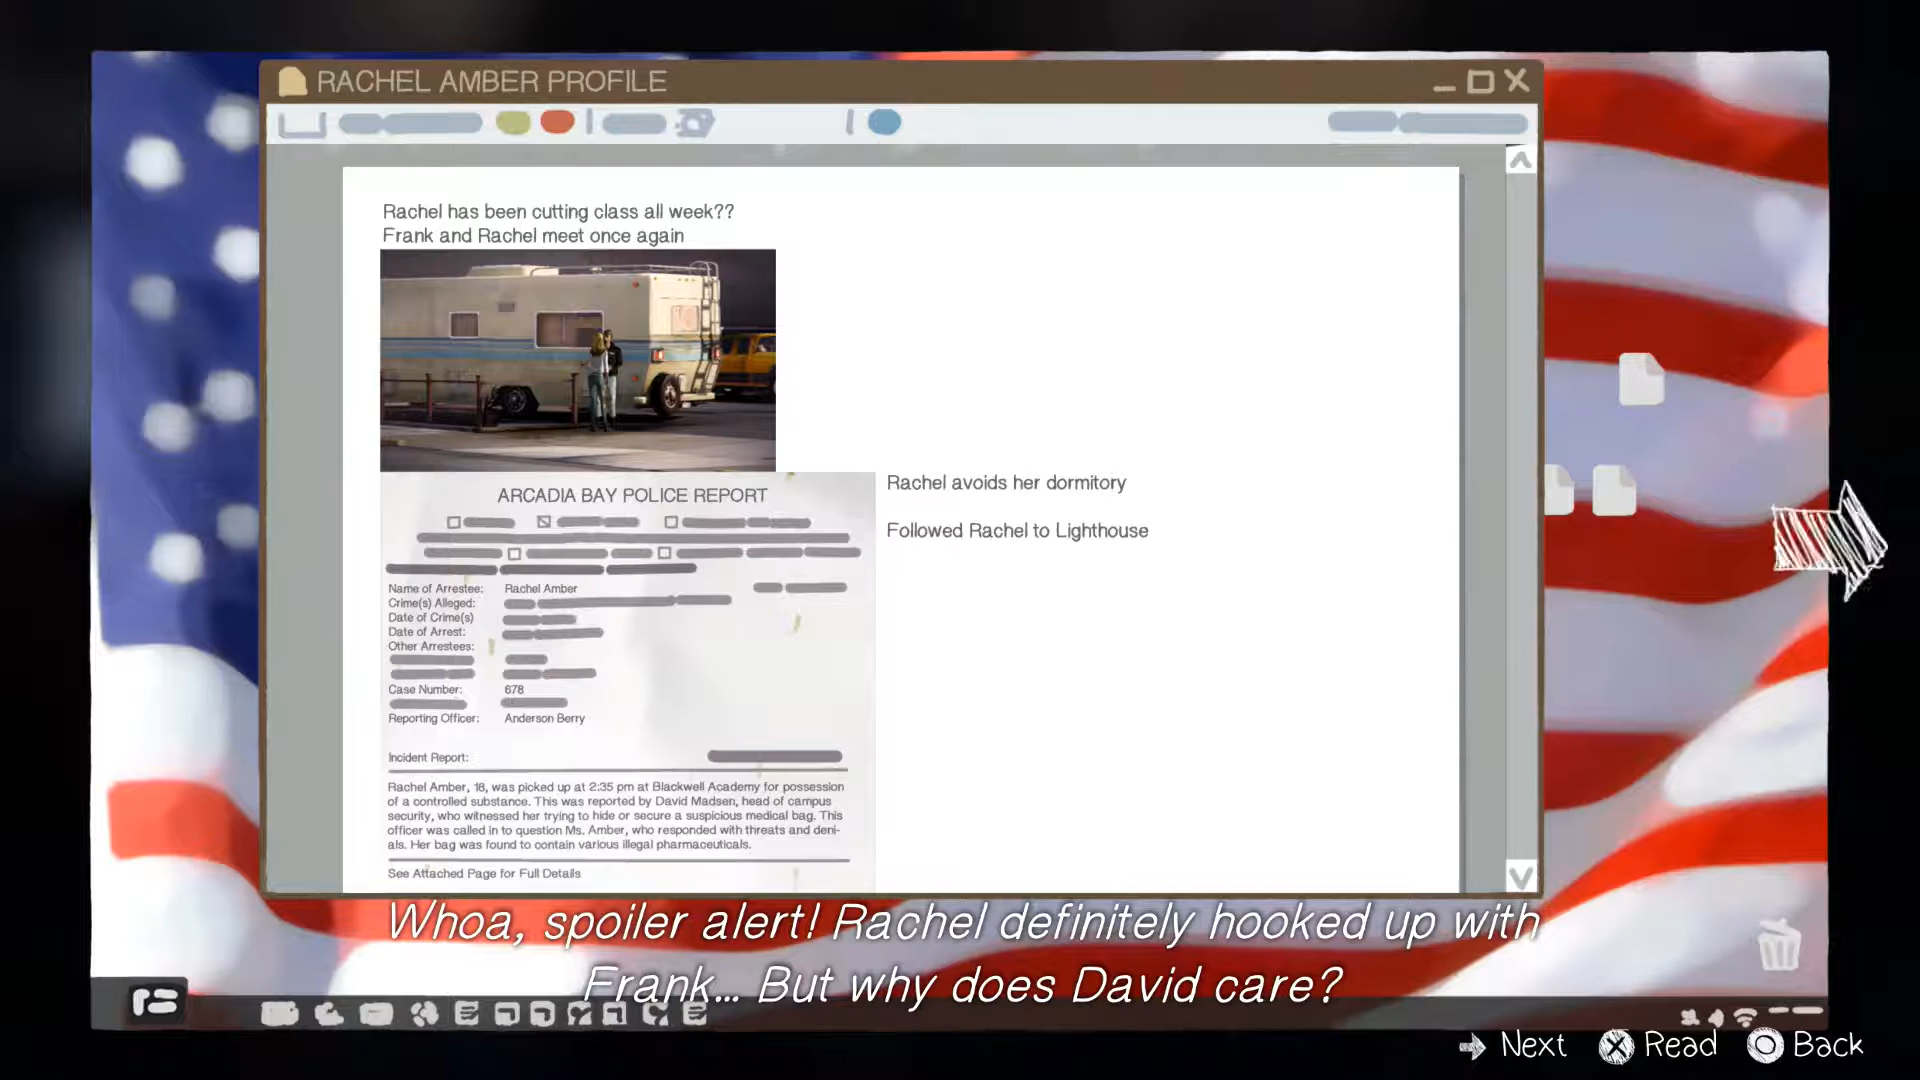 RACHEL AMBER PROFILE
Rachel has been cutting class all week??
Frank and Rachel meet once again
Rachel avoids her dormitory
Followed Rachel to Lighthouse
ARCADIA BAY POLICE REPORT
Name of Arrestee: Rachel Amber
Crime(s) Alleged:
Date of Crime(s)
Date of Arrest:
Other Arrestees:
Case Number: 678
Reporting Officer: Anderson Berry
Incident Report:
Rachel Amber, 18, was picked up at 2:35 pm at Blackwell Academy for possession
of a controlled substance. This was reported by David Madsen, head of campus
security, who witnessed her trying to hide or secure a suspicious medical bag. This
officer was called in to question Ms. Amber, who responded with threats and deni-
als. Her bag was found to contain various illegal pharmaceuticals.
See Attached Page for Full Details
Whoa, spoiler alert! Rachel definitely hooked up with
Frank... But why does David care?
Next Read Back